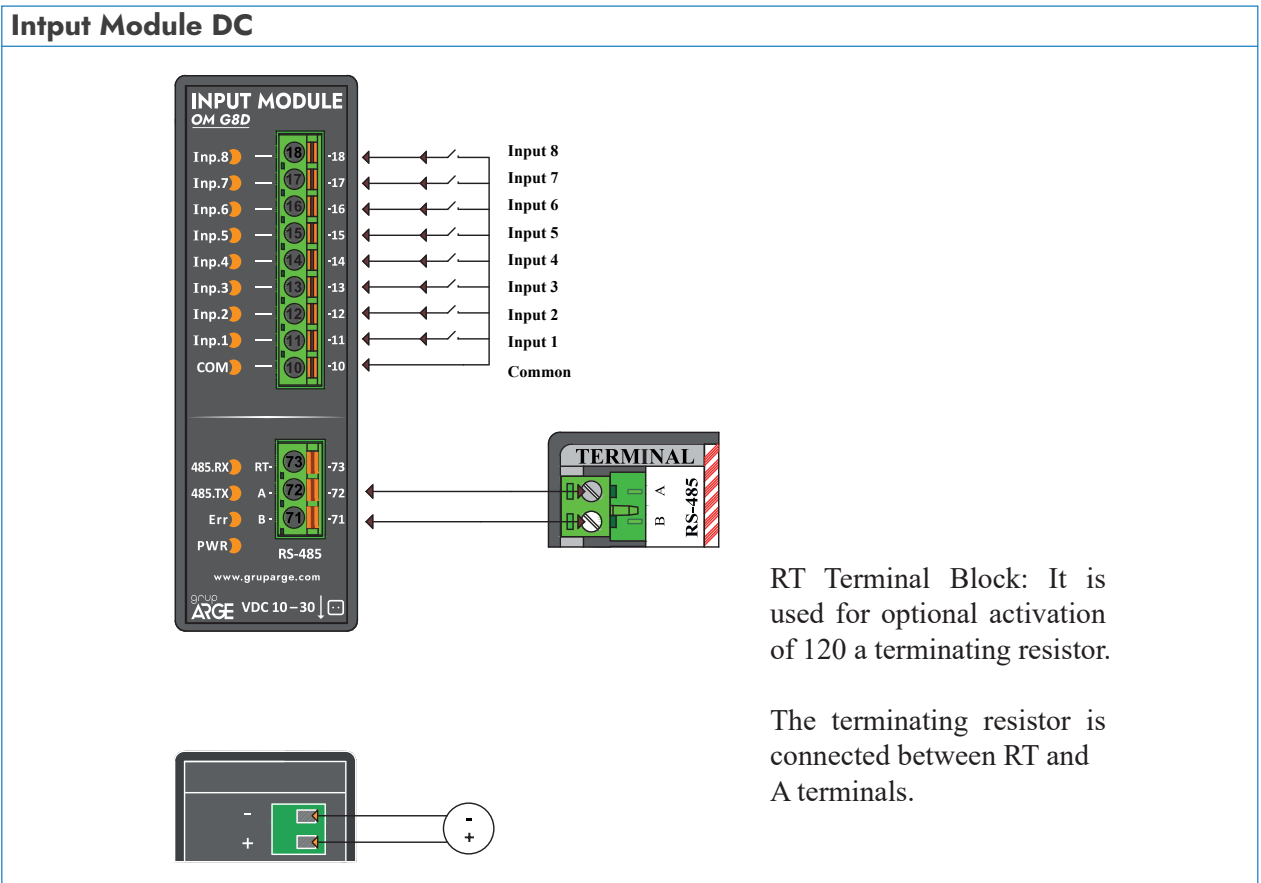 Intput Module DC
INPUT MODULE
OM G8D
Inp.8 18 -18 Input 8
Inp.7 17 -17 Input 7
Inp.6 16 -16 Input 6
Inp.5 15 -15 Input 5
Inp.4 14 -14 Input 4
Inp.3 13 -13 Input 3
Inp.2 12 -12 Input 2
Inp.1 11 -11 Input 1
COM 10 -10 Common
485.RX RT- 73 -73
485.TX A - 72 -72
Err B - 71 -71
PWR
RS-485
www.gruparge.com
grup
ARGE VDC 10 – 30
TERMINAL
A
B
RS-485
RT Terminal Block: It is
used for optional activation
of 120 a terminating resistor.
The terminating resistor is
connected between RT and
A terminals.
- -
+ +